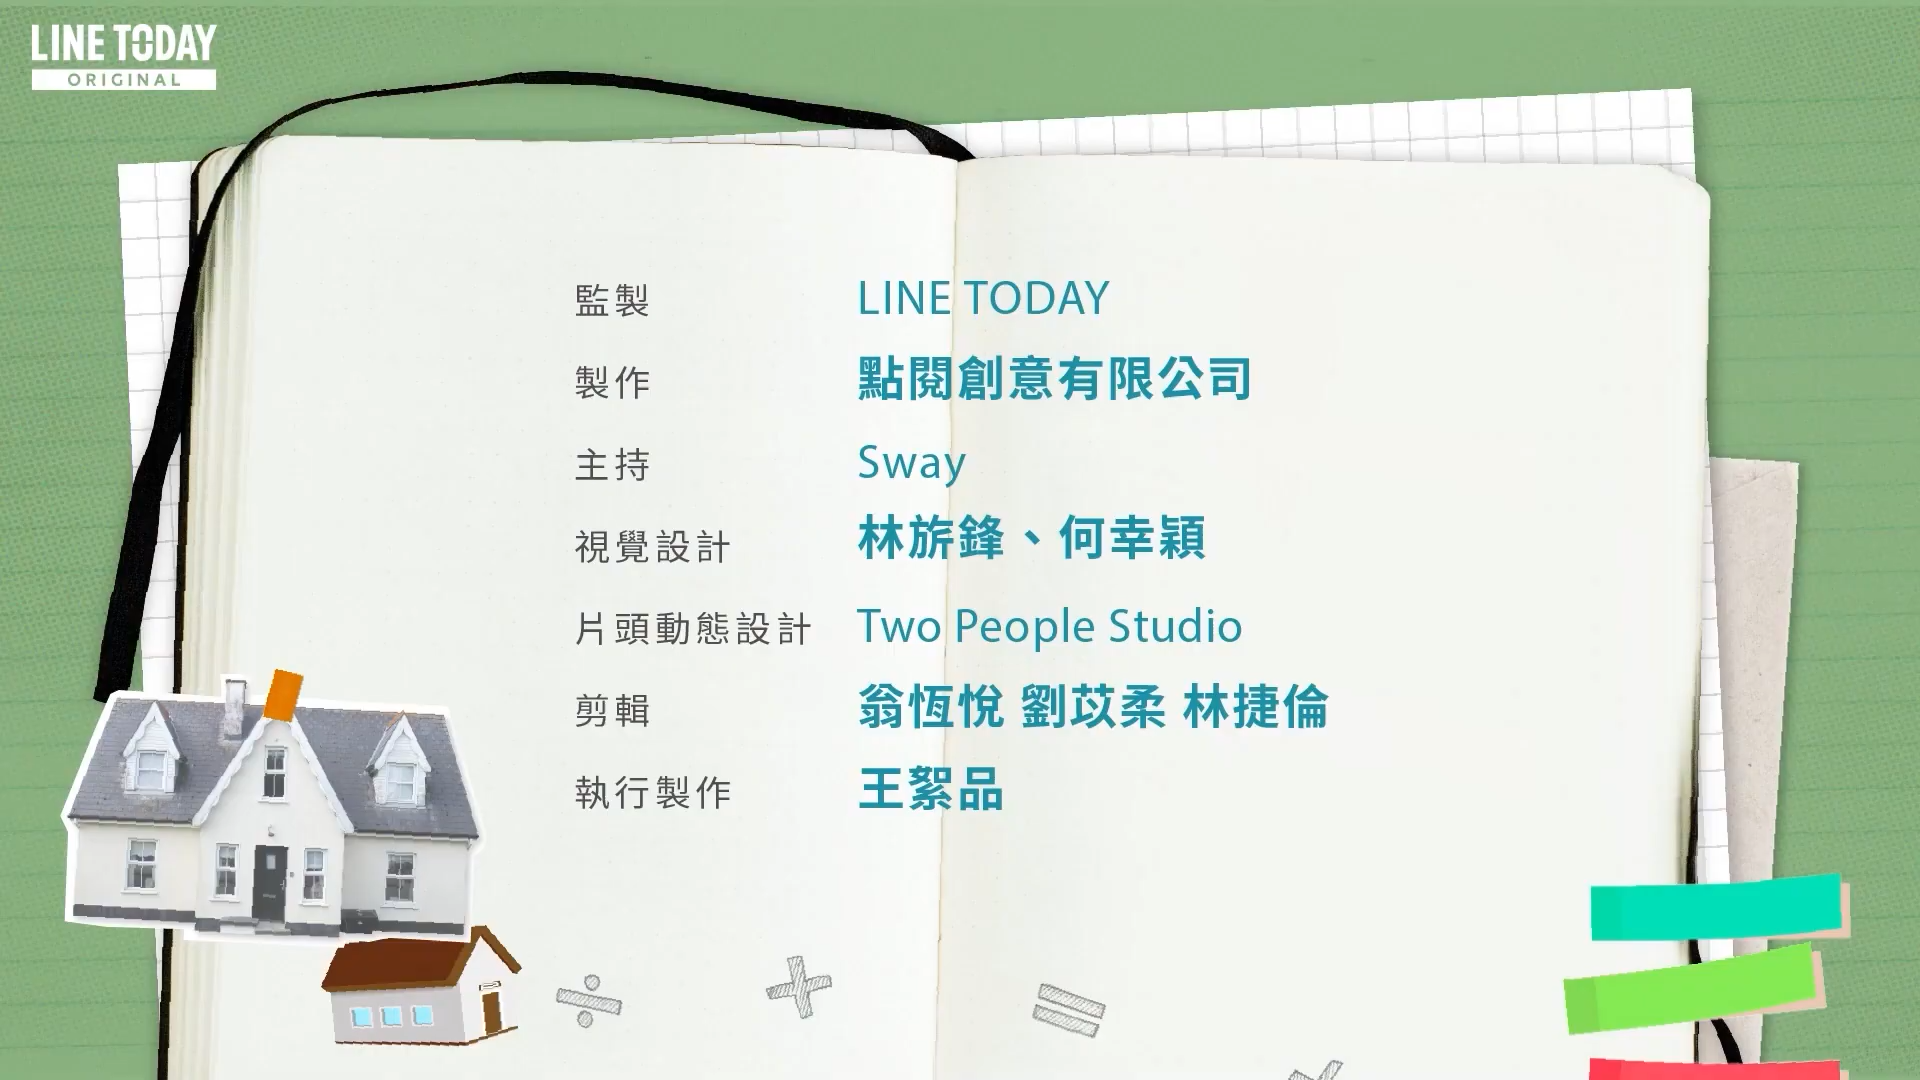 LINE TODAY
ORIGINAL
監製 LINE TODAY
製作 點閱創意有限公司
主持 Sway
視覺設計 林旂鋒、何幸穎
片頭動態設計 Two People Studio
剪輯 翁恆悅 劉苡柔 林捷倫
執行製作 王絮品
÷ + =